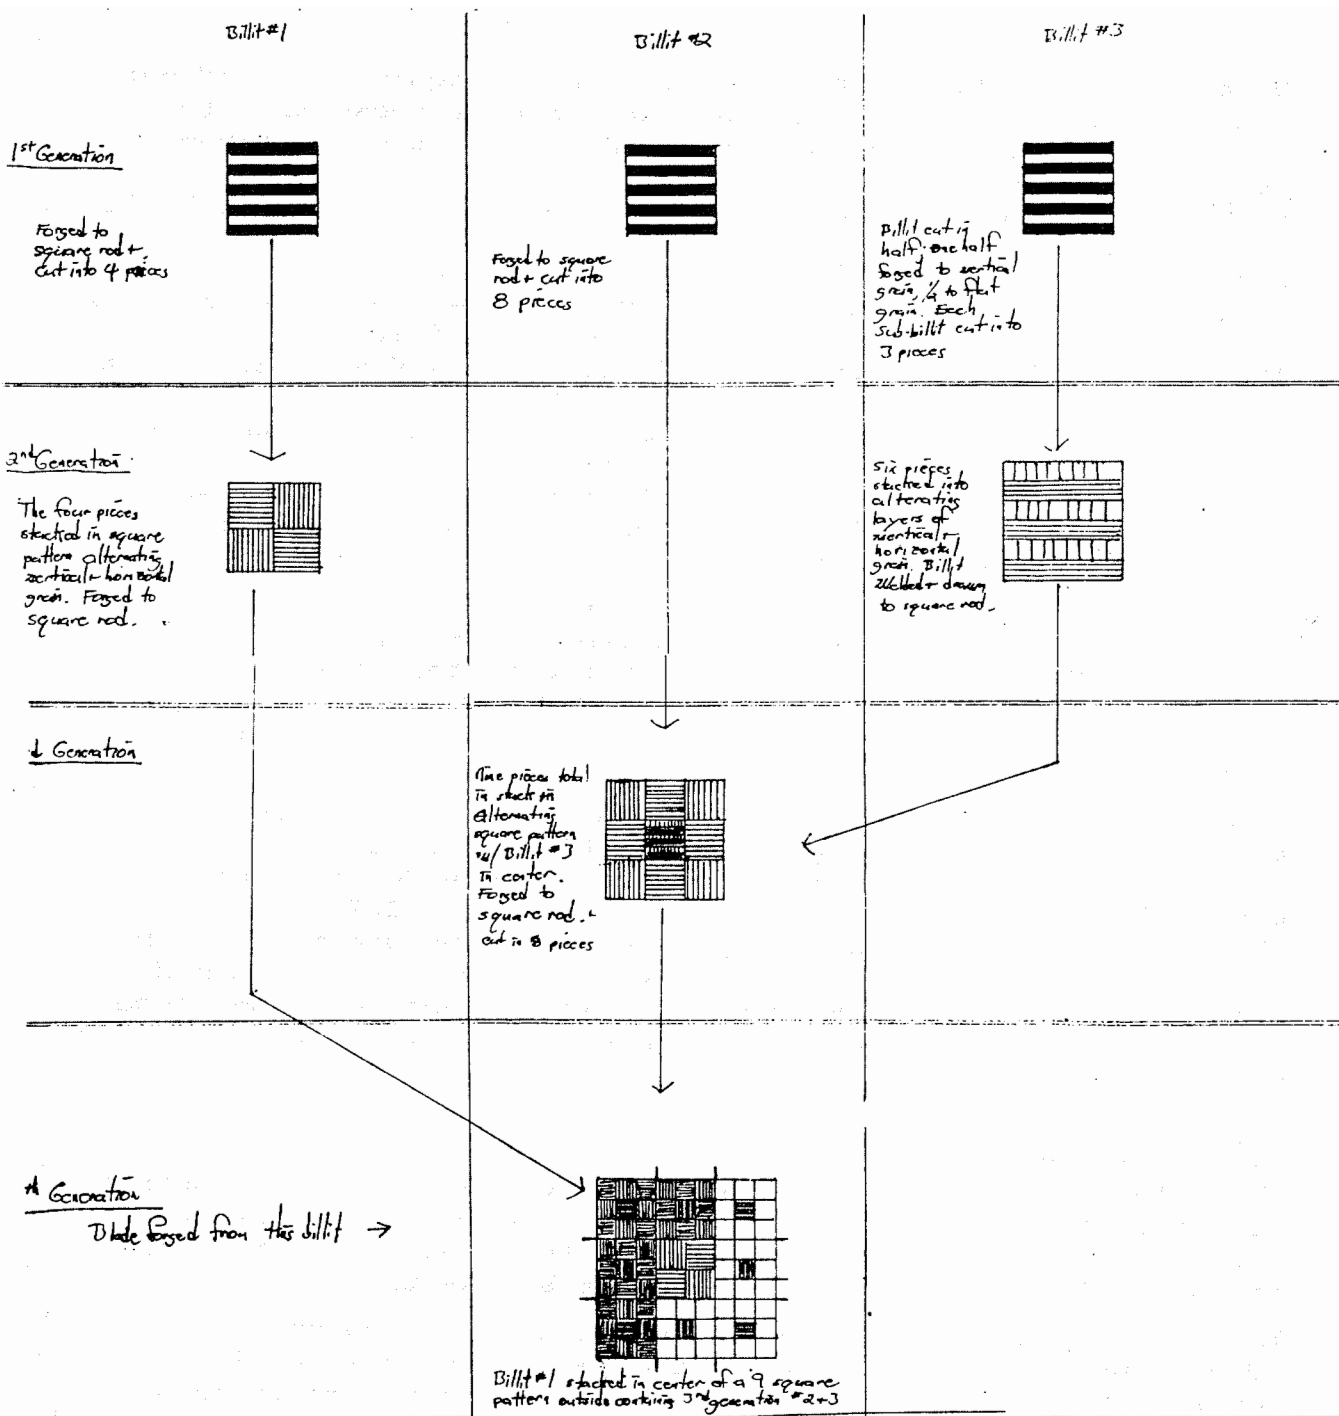 Billit #1
Billit #2
Billit #3
1st Generation
Forged to
square rod +
cut into 4 pieces
Forged to square
rod + cut into
8 pieces
Billit cut in
half. one half
forged to vertical
grain, 1/2 to flat
grain. Each
sub-billit cut into
3 pieces
2nd Generation
The four pieces
stacked in square
pattern alternating
vertical + horizontal
grain. Forged to
square rod.
Six pieces
stacked into
alternating
layers of
vertical +
horizontal
grain. Billit
welded + drawn
to square rod.
d Generation
Nine pieces total
in stack in
alternating
square pattern
w/ Billit #3
in center.
Forged to
square rod. +
cut in 8 pieces
th Generation
Blade forged from this billit →
Billit #1 stacked in center of a 9 square
pattern outside containing 3rd generation #2+3